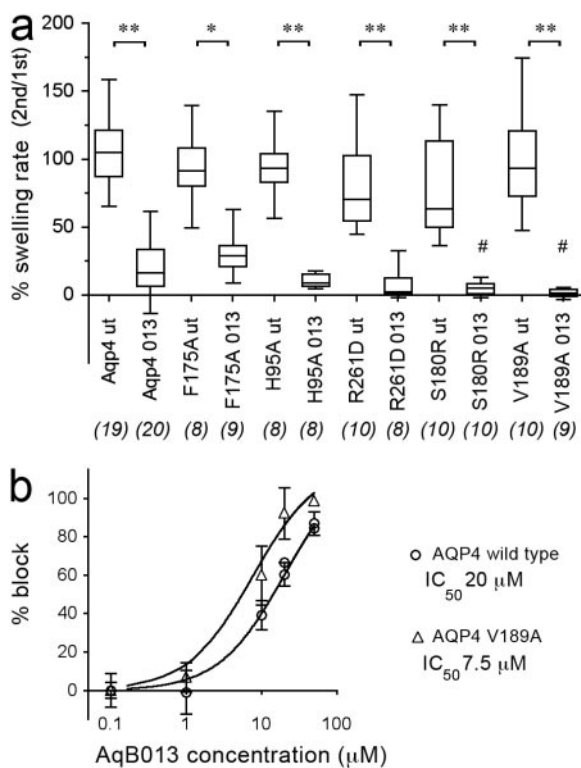 a
% swelling rate (2nd/1st)
200
150
100
50
0
** * ** ** ** **
# #
Aqp4 ut
Aqp4 013
F175A ut
F175A 013
H95A ut
H95A 013
R261D ut
R261D 013
S180R ut
S180R 013
V189A ut
V189A 013
(19) (20) (8) (9) (8) (8) (10) (8) (10) (10) (10) (9)
b
% block
100
80
60
40
20
0
0.1 1 10 100
AqB013 concentration (μM)
AQP4 wild type
IC50 20 μM
AQP4 V189A
IC50 7.5 μM